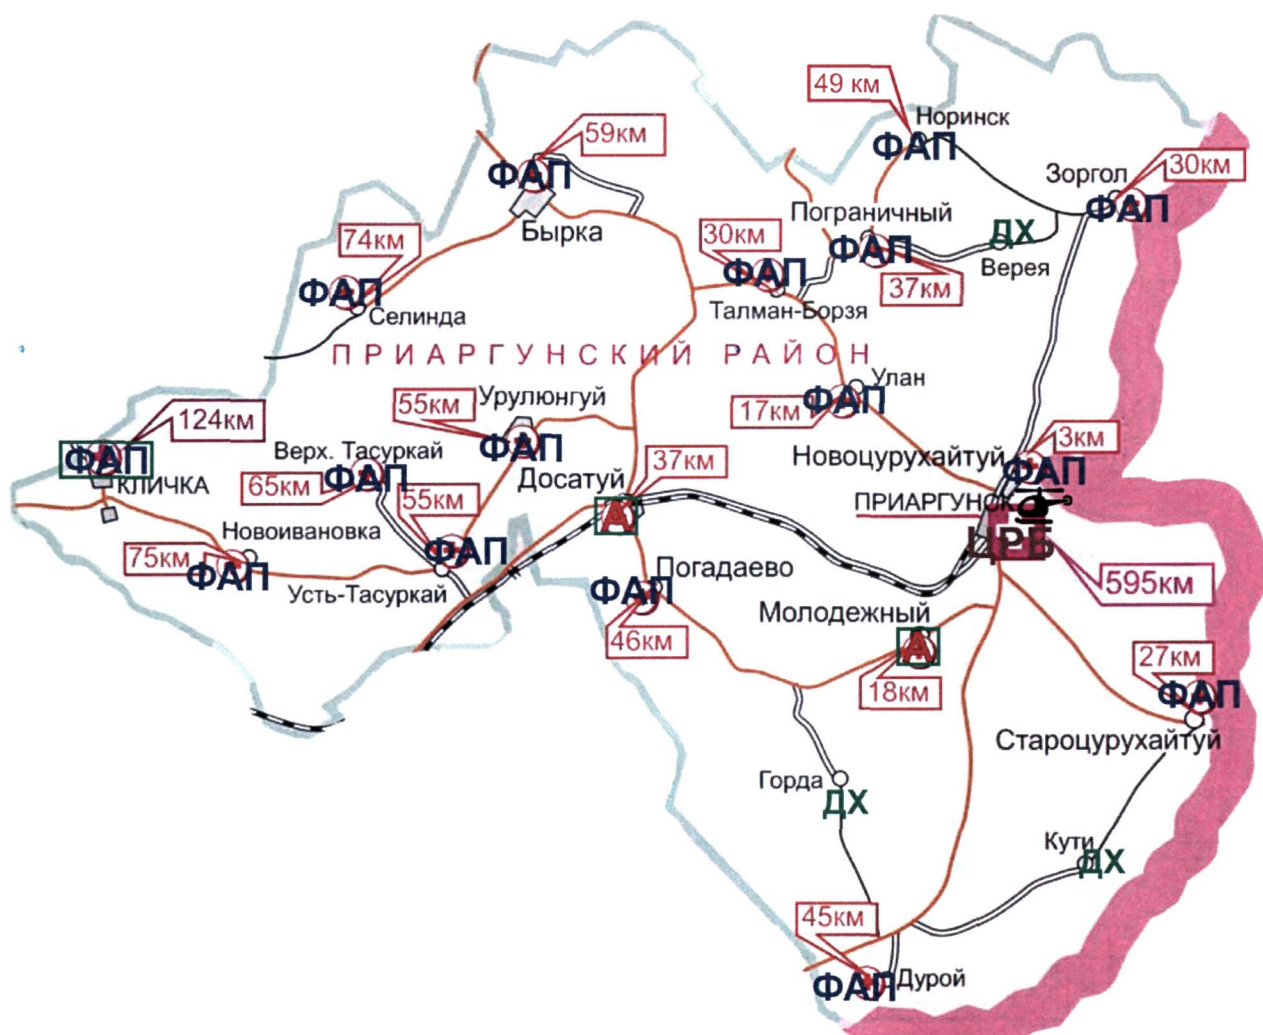 49 км
Норинск
ФАП
59км
ФАП
Бырка
Зоргол
30км
ФАП
Пограничный
ФАП
37км
ДХ
Верея
74км
ФАП
Селинда
30км
ФАП
Талман-Борзя
ПРИАРГУНСКИЙ РАЙОН
Улан
ФАП
17км
55км
Урулюнгуй
ФАП
124км
ФАП
КЛИЧКА
Верх. Тасуркай
ФАП
65км
Досатуй
37км
А
Новоцурухайтуй
3км
ФАП
ПРИАРГУНСК
ЦРБ
595км
55км
ФАП
Усть-Тасуркай
Новоивановка
75км
ФАП
Погадаево
ФАП
46км
Молодежный
А
18км
27км
ФАП
Староцурухайтуй
Горда
ДХ
Кути
ДХ
45км
ФАП
Дурой